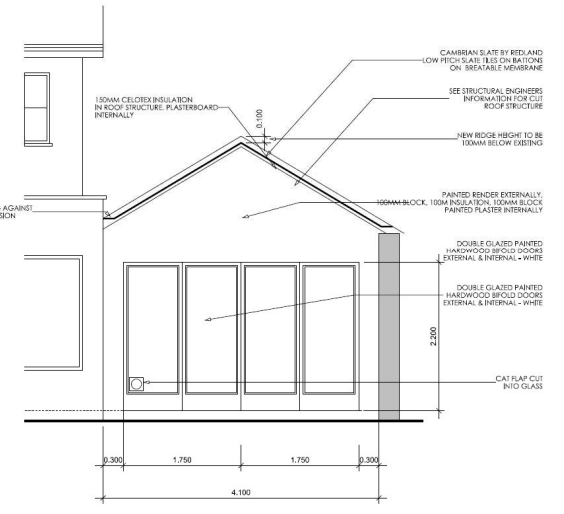 CAMBRIAN SLATE BY REDLAND
LOW PITCH SLATE TILES ON BATTONS
ON BREATABLE MEMBRANE
SEE STRUCTURAL ENGINEERS
INFORMATION FOR CUT
ROOF STRUCTURE
150MM CELOTEX INSULATION
IN ROOF STRUCTURE. PLASTERBOARD
INTERNALLY
0.100
NEW RIDGE HEIGHT TO BE
100MM BELOW EXISTING
PAINTED RENDER EXTERNALLY,
100MM BLOCK, 100M INSULATION, 100MM BLOCK
PAINTED PLASTER INTERNALLY
AGAINST
SION
DOUBLE GLAZED PAINTED
HARDWOOD BIFOLD DOORS
EXTERNAL & INTERNAL - WHITE
DOUBLE GLAZED PAINTED
HARDWOOD BIFOLD DOORS
EXTERNAL & INTERNAL - WHITE
2.200
CAT FLAP CUT
INTO GLASS
0.300 1.750 1.750 0.300
4.100